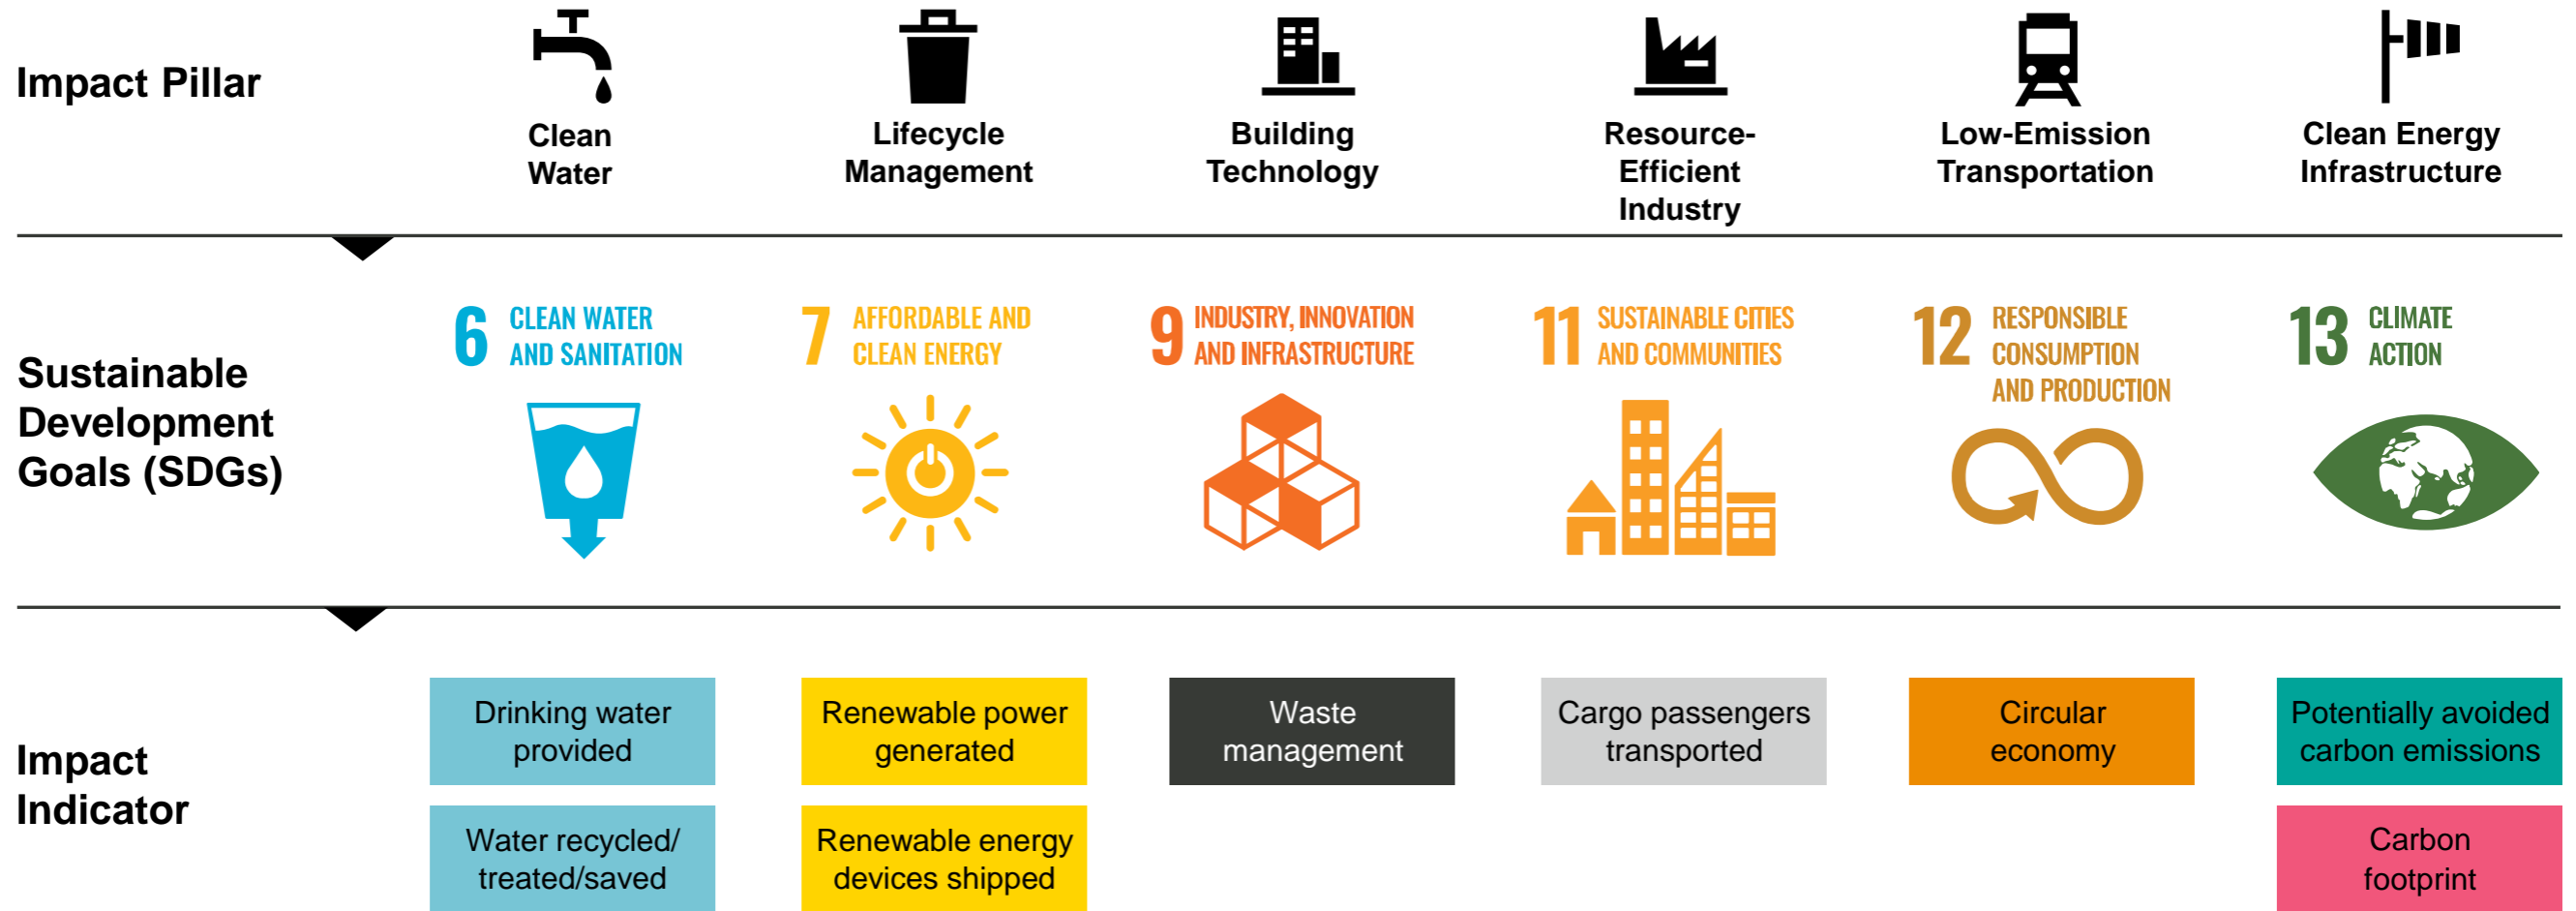 Impact Pillar
Clean
Water
Lifecycle
Management
Building
Technology
Resource-
Efficient
Industry
Low-Emission
Transportation
Clean Energy
Infrastructure
Sustainable
Development
Goals (SDGs)
6 CLEAN WATER
AND SANITATION
7 AFFORDABLE AND
CLEAN ENERGY
9 INDUSTRY, INNOVATION
AND INFRASTRUCTURE
11 SUSTAINABLE CITIES
AND COMMUNITIES
12 RESPONSIBLE
CONSUMPTION
AND PRODUCTION
13 CLIMATE
ACTION
Impact
Indicator
Drinking water
provided
Water recycled/
treated/saved
Renewable power
generated
Renewable energy
devices shipped
Waste
management
Cargo passengers
transported
Circular
economy
Potentially avoided
carbon emissions
Carbon
footprint